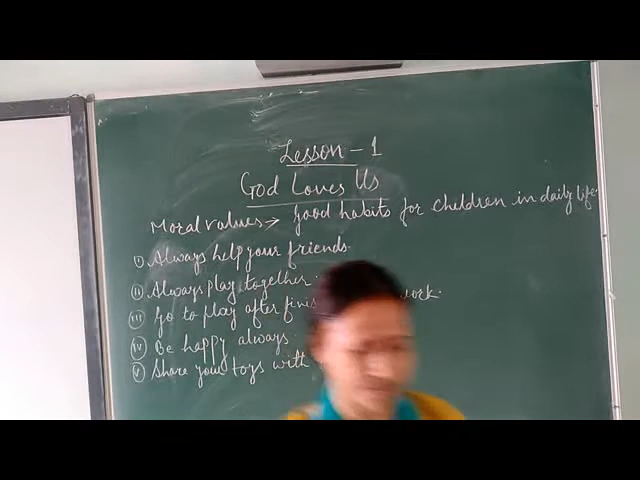 Lesson - 1
God Loves Us
Moral values → Good habits for children in daily life.
(i) Always help your friends.
(ii) Always play together.
(iii) Go to play after work.
(iv) Be happy always
(v) Share your toys with